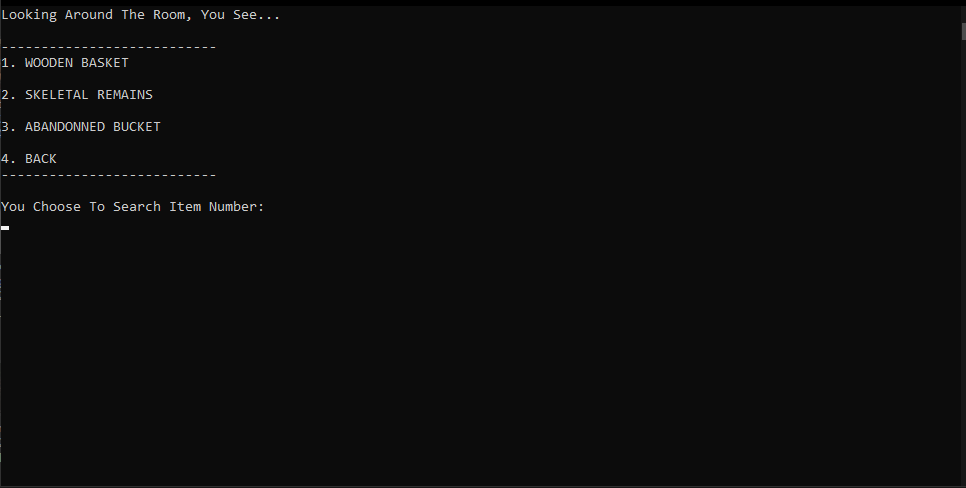 Looking Around The Room, You See...
---------------------------
1. WOODEN BASKET
2. SKELETAL REMAINS
3. ABANDONNED BUCKET
4. BACK
---------------------------
You Choose To Search Item Number: